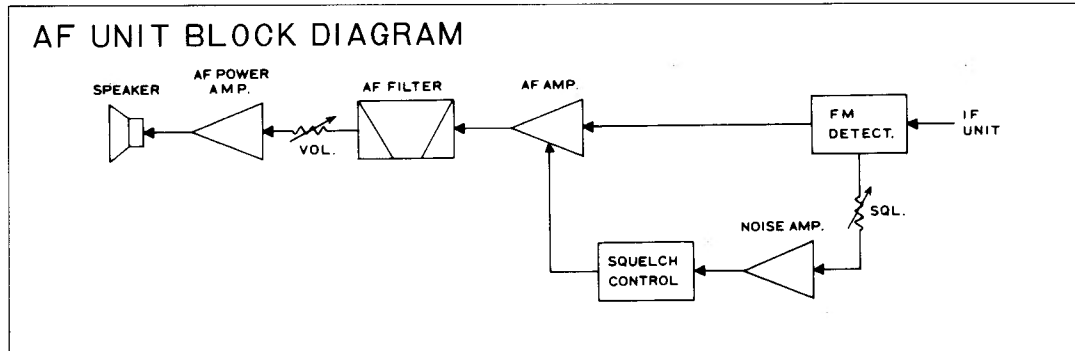 AF UNIT BLOCK DIAGRAM
SPEAKER
AF POWER
AMP.
AF FILTER
AF AMP.
FM
DETECT.
IF
UNIT
VOL.
SQL.
NOISE AMP.
SQUELCH
CONTROL